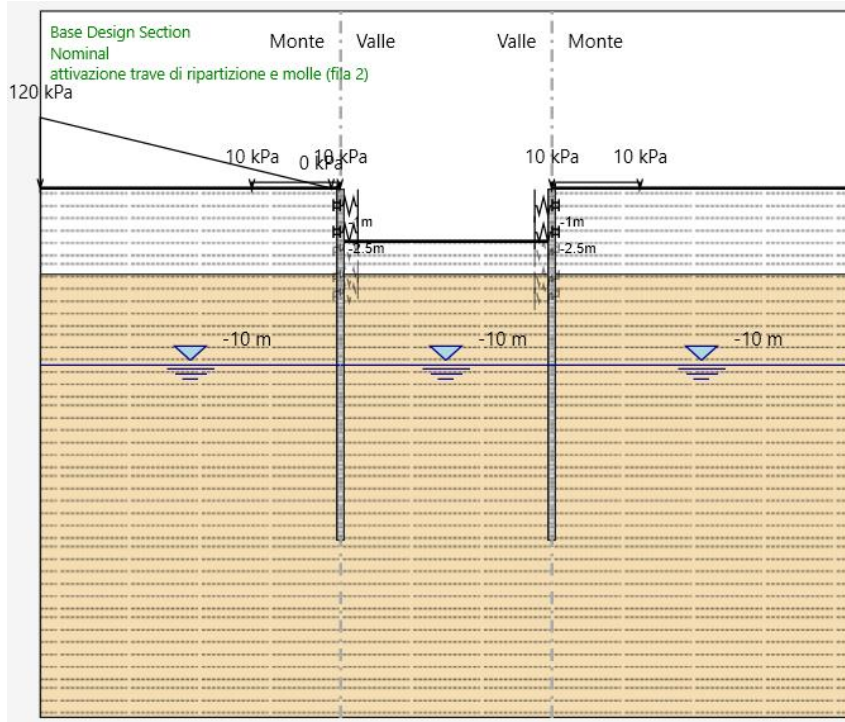 Base Design Section
Nominal
attivazione trave di ripartizione e molle (fila 2)
Monte Valle Valle Monte
120 kPa
10 kPa 0 kPa 10 kPa 10 kPa 10 kPa
-1m -1m
-2.5m -2.5m
-10 m -10 m -10 m